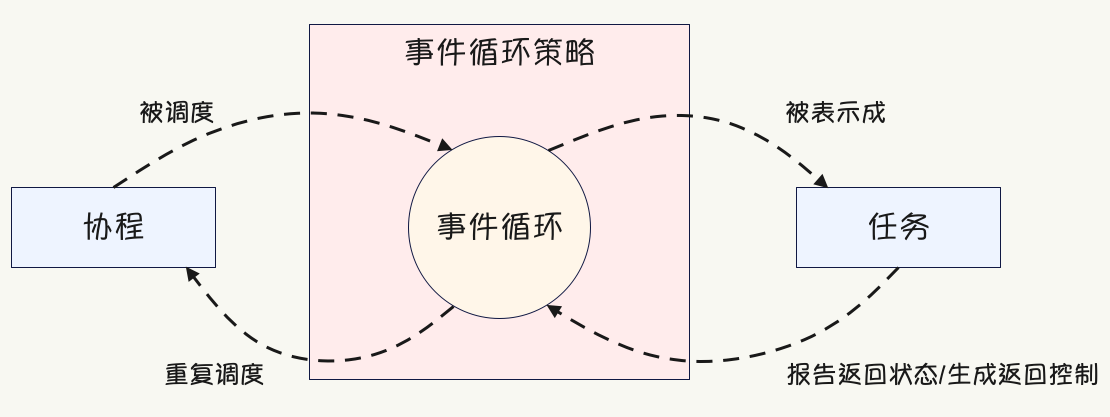 事件循环策略
被调度
被表示成
协程
事件循环
任务
重复调度
报告返回状态/生成返回控制